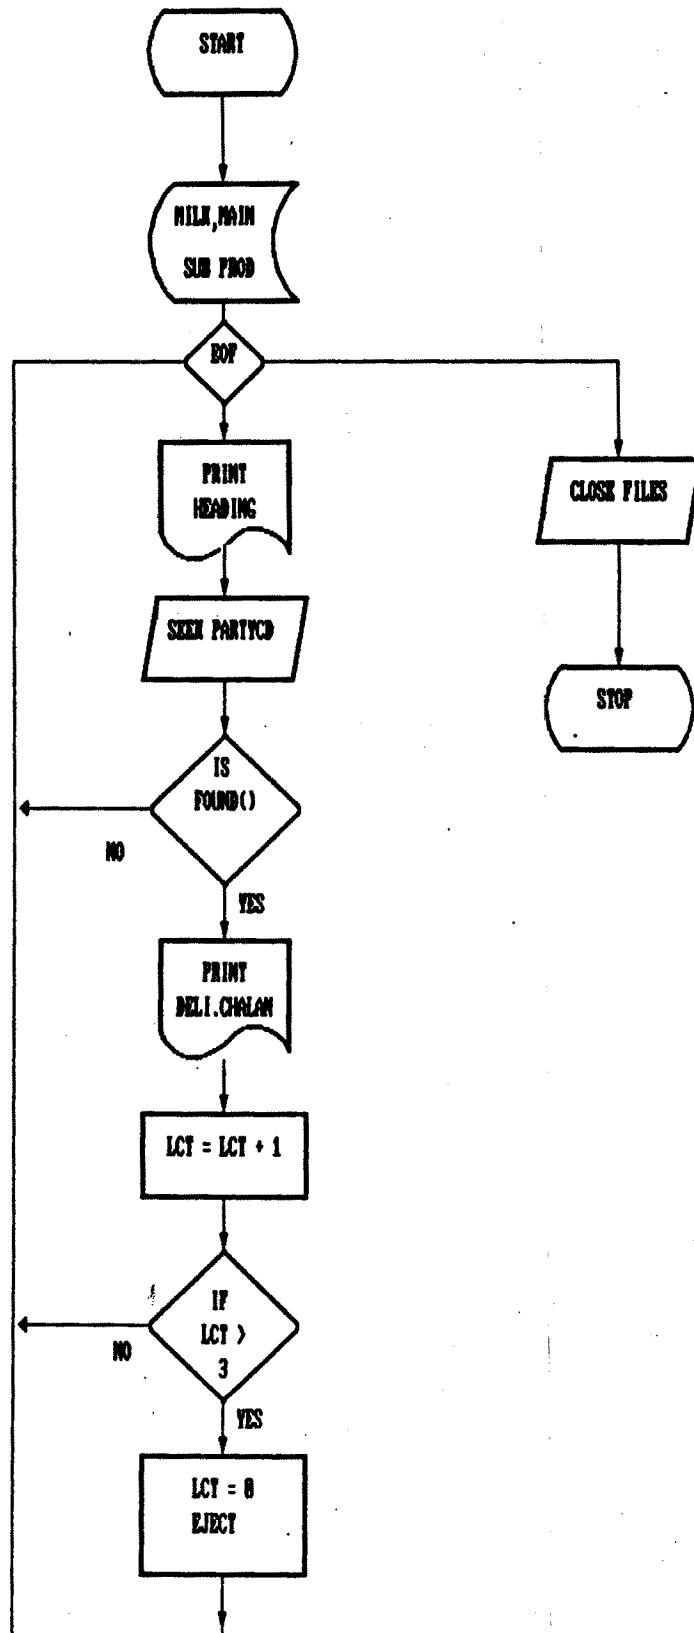 START
MILK,MAIN
SUB PROD
EOF
PRINT
HEADING
CLOSE FILES
SEEK PARTYCD
STOP
IS
FOUND()
NO
YES
PRINT
DELI.CHALAN
LCT = LCT + 1
IF
LCT >
3
NO
YES
LCT = 0
EJECT